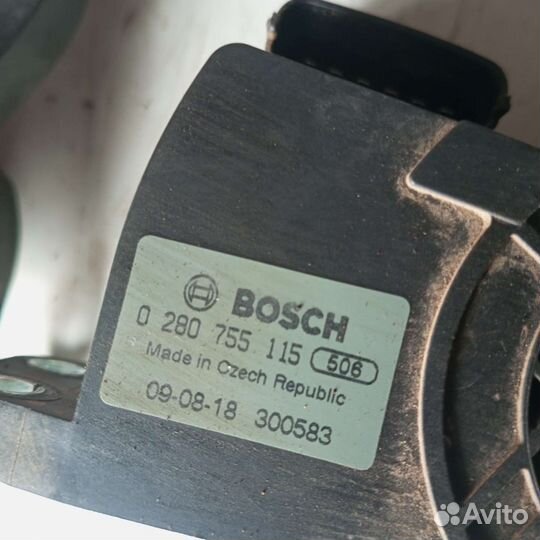 BOSCH
0 280 755 115 506
Made in Czech Republic
09-08-18 300583
Avito